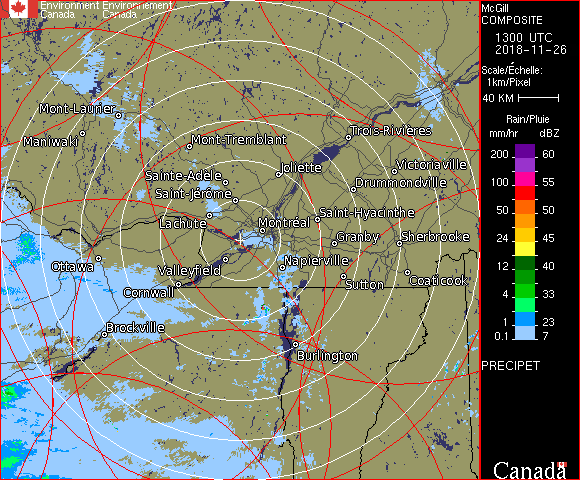 Environment Environnement
Canada Canada
McGill
COMPOSITE
1300 UTC
2018-11-26
Scale/Échelle:
1km/Pixel
40 KM
Rain/Pluie
mm/hr dBZ
200 60
150 55
100 55
50 50
24 45
12 40
4 33
1 23
0.1 7
PRECIPET
Canada
Mont-Laurier
Maniwaki
Mont-Tremblant
Trois-Rivières
Sainte-Adèle
Joliette
Victoriaville
Saint-Jérôme
Drummondville
Lachute
Montréal
Saint-Hyacinthe
Granby
Sherbrooke
Ottawa
Valleyfield
Napierville
Cornwall
Sutton
Coaticook
Brockville
Burlington